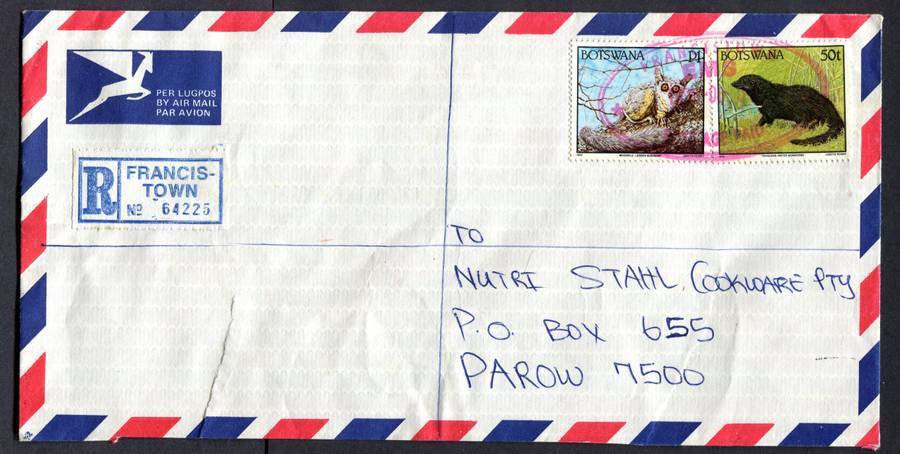 PER LUGPOS
BY AIR MAIL
PAR AVION
BOTSWANA P1
BOTSWANA 50t
EMS
R FRANCIS-
TOWN
No 64225
TO
NUTRI STAHL COOKWARE PTY
P.O. BOX 655
PAROW 7500